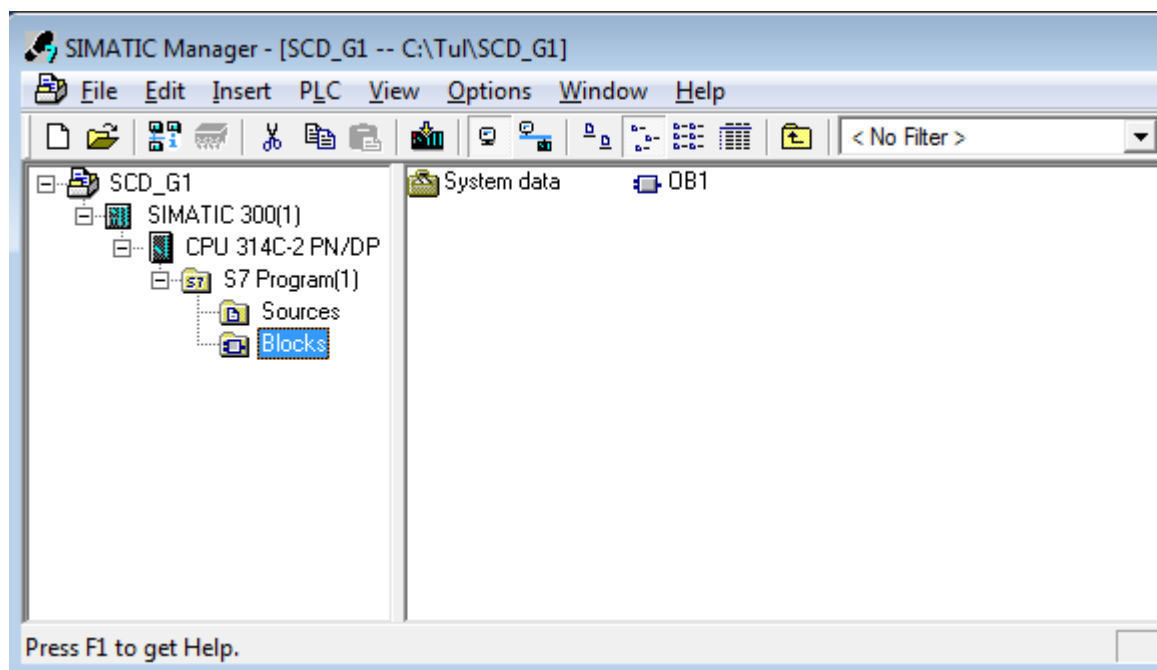 SIMATIC Manager - [SCD_G1 -- C:\Tul\SCD_G1]
File Edit Insert PLC View Options Window Help
< No Filter >
SCD_G1
SIMATIC 300(1)
CPU 314C-2 PN/DP
S7 Program(1)
Sources
Blocks
System data OB1
Press F1 to get Help.